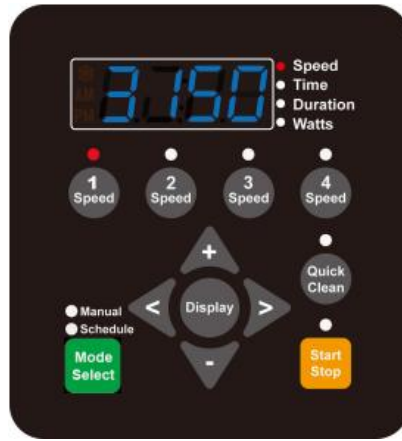 3150
Speed
Time
Duration
Watts
1
Speed
2
Speed
3
Speed
4
Speed
+
Quick
Clean
<
Display
>
Manual
Schedule
Mode
Select
-
Start
Stop